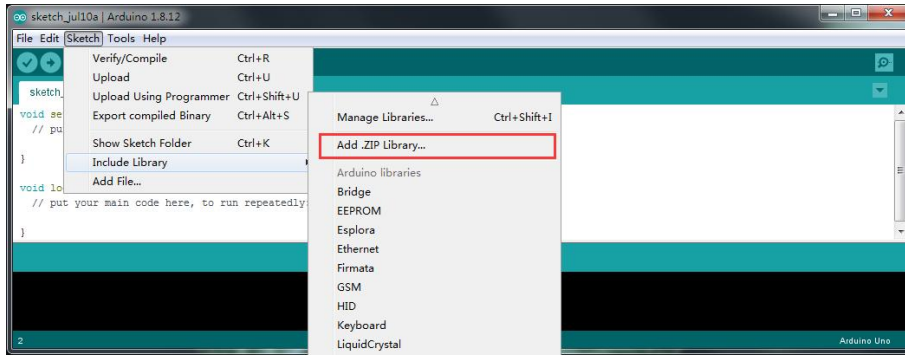 sketch_jul10a | Arduino 1.8.12
File Edit Sketch Tools Help
Verify/Compile Ctrl+R
Upload Ctrl+U
Upload Using Programmer Ctrl+Shift+U
Export compiled Binary Ctrl+Alt+S
Show Sketch Folder Ctrl+K
Include Library
Add File...
sketch_
void se
// pu
}
void lo
// put your main code here, to run repeatedly:
}
Manage Libraries... Ctrl+Shift+I
Add .ZIP Library...
Arduino libraries
Bridge
EEPROM
Esplora
Ethernet
Firmata
GSM
HID
Keyboard
LiquidCrystal
2
Arduino Uno